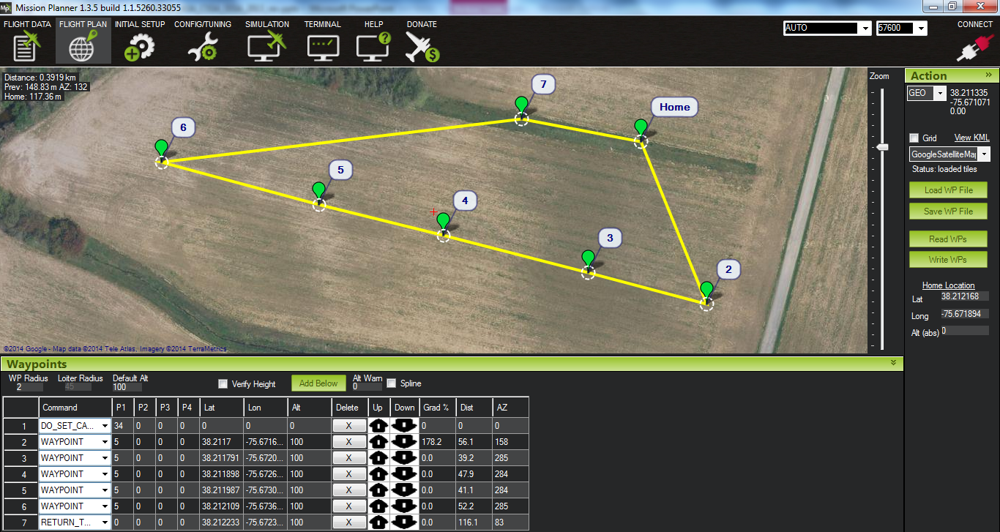 Mission Planner 1.3.5 build 1.1.5260.33055
FLIGHT DATA FLIGHT PLAN INITIAL SETUP CONFIG/TUNING SIMULATION TERMINAL HELP DONATE AUTO 57600 CONNECT
Distance: 0.3919 km
Prev: 148.83 m AZ: 132
Home: 117.36 m
7
Home
6
5
4
3
2
©2014 Google - Map data ©2014 Tele Atlas, Imagery ©2014 TerraMetrics
Zoom
Action »
GEO 38.211335
-75.671071
0.00
Grid View KML
GoogleSatelliteMap
Status: loaded tiles
Load WP File
Save WP File
Read WPs
Write WPs
Home Location
Lat 38.212168
Long -75.671894
Alt (abs) 0
Waypoints
WP Radius Loiter Radius Default Alt Alt Warn
2 45 100 Verify Height Add Below 0 Spline
Command P1 P2 P3 P4 Lat Lon Alt Delete Up Down Grad % Dist AZ
1 DO_SET_CA... 34 0 0 0 0 0 0 X 0 0 0
2 WAYPOINT 5 0 0 0 38.2117 -75.6716... 100 X 178.2 56.1 158
3 WAYPOINT 5 0 0 0 38.211791 -75.6720... 100 X 0.0 39.2 285
4 WAYPOINT 5 0 0 0 38.211898 -75.6726... 100 X 0.0 47.9 284
5 WAYPOINT 5 0 0 0 38.211987 -75.6730... 100 X 0.0 41.1 284
6 WAYPOINT 5 0 0 0 38.212109 -75.6736... 100 X 0.0 52.2 285
7 RETURN_T... 0 0 0 0 38.212233 -75.6723... 100 X 0.0 116.1 83